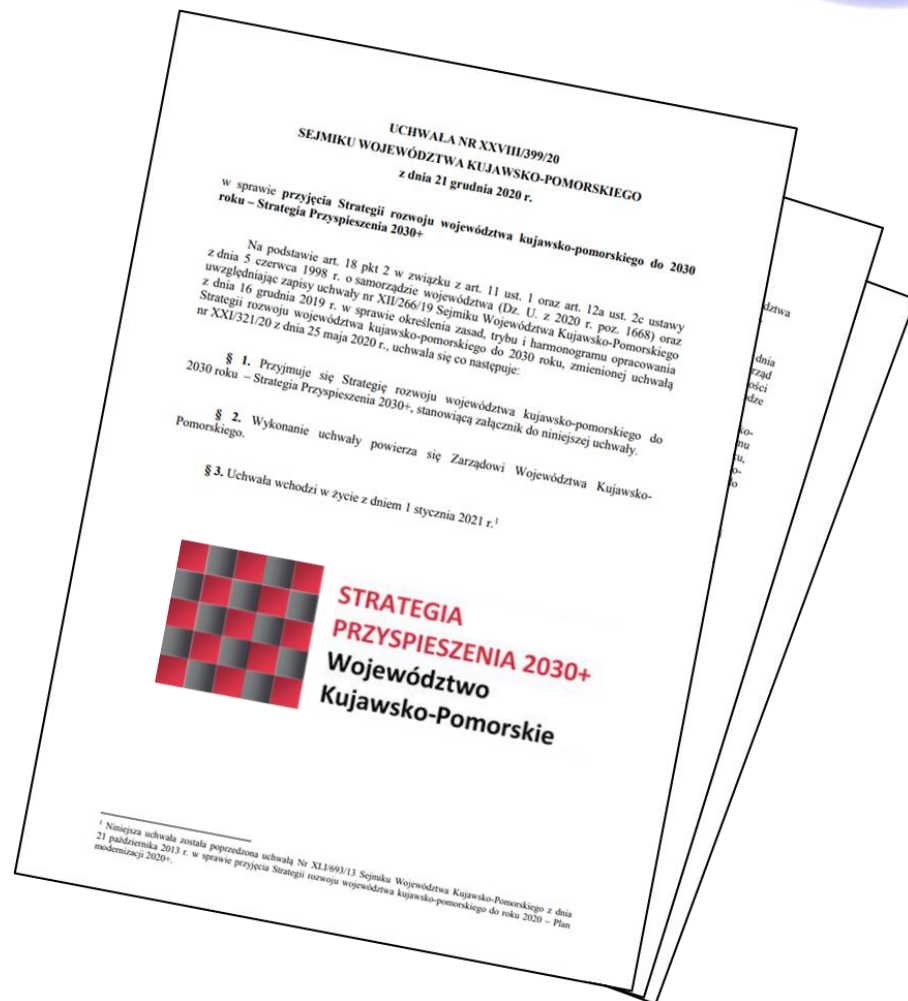 UCHWAŁA NR XXVIII/399/20
SEJMIKU WOJEWÓDZTWA KUJAWSKO-POMORSKIEGO
z dnia 21 grudnia 2020 r.
w sprawie przyjęcia Strategii rozwoju województwa kujawsko-pomorskiego do 2030
roku – Strategia Przyspieszenia 2030+
Na podstawie art. 18 pkt 2 w związku z art. 11 ust. 1 oraz art. 12a ust. 2c ustawy
z dnia 5 czerwca 1998 r. o samorządzie województwa (Dz. U. z 2020 r. poz. 1668) oraz
uwzględniając zapisy uchwały nr XII/266/19 Sejmiku Województwa Kujawsko-Pomorskiego
z dnia 16 grudnia 2019 r. w sprawie określenia zasad, trybu i harmonogramu opracowania
Strategii rozwoju województwa kujawsko-pomorskiego do 2030 roku, zmienionej uchwałą
nr XXI/321/20 z dnia 25 maja 2020 r., uchwala się co następuje:
§ 1. Przyjmuje się Strategię rozwoju województwa kujawsko-pomorskiego do
2030 roku – Strategia Przyspieszenia 2030+, stanowiącą załącznik do niniejszej uchwały.
§ 2. Wykonanie uchwały powierza się Zarządowi Województwa Kujawsko-
Pomorskiego.
§ 3. Uchwała wchodzi w życie z dniem 1 stycznia 2021 r.¹
STRATEGIA
PRZYSPIESZENIA 2030+
Województwo
Kujawsko-Pomorskie
¹ Niniejsza uchwała została poprzedzona uchwałą Nr XLI/693/13 Sejmiku Województwa Kujawsko-Pomorskiego z dnia
21 października 2013 r. w sprawie przyjęcia Strategii rozwoju województwa kujawsko-pomorskiego do roku 2020 – Plan
modernizacji 2020+.
dnia